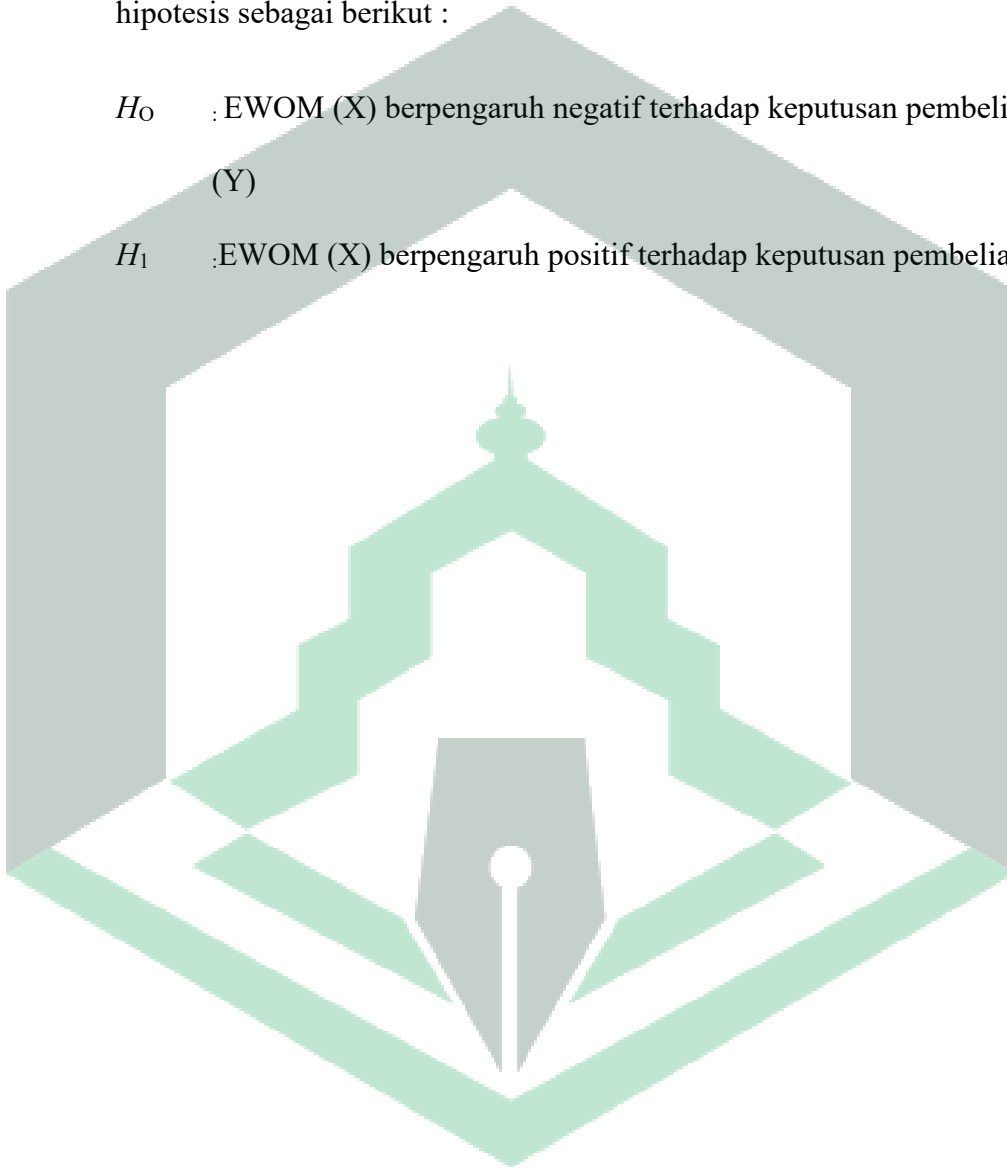 hipotesis sebagai berikut :
HO : EWOM (X) berpengaruh negatif terhadap keputusan pembeli
(Y)
H1 :EWOM (X) berpengaruh positif terhadap keputusan pembelia